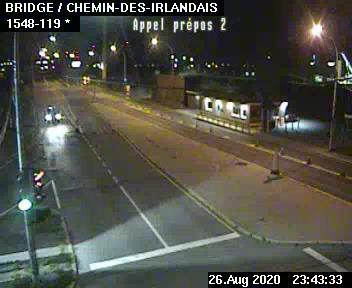 BRIDGE / CHEMIN-DES-IRLANDAIS
1548-119 *
Appel prépos 2
26.Aug 2020 23:43:33